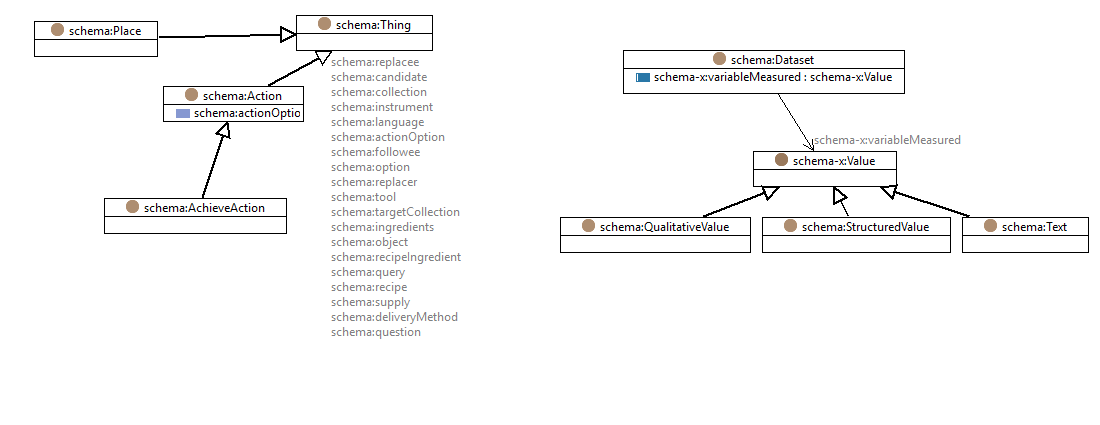 schema:Place
schema:Thing
schema:replacee
schema:candidate
schema:collection
schema:instrument
schema:language
schema:actionOption
schema:followee
schema:option
schema:replacer
schema:tool
schema:targetCollection
schema:ingredients
schema:object
schema:recipeIngredient
schema:query
schema:recipe
schema:supply
schema:deliveryMethod
schema:question
schema:Action
schema:actionOptio
schema:AchieveAction
schema:Dataset
schema-x:variableMeasured : schema-x:Value
schema-x:variableMeasured
schema-x:Value
schema:QualitativeValue
schema:StructuredValue
schema:Text